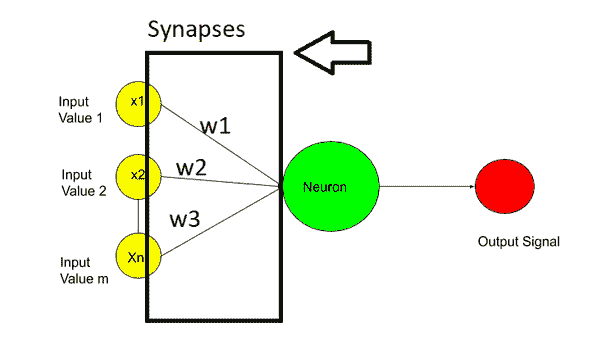 Synapses
Input
Value 1
x1
w1
Input
Value 2
x2
w2
Neuron
w3
Input
Value m
Xn
Output Signal